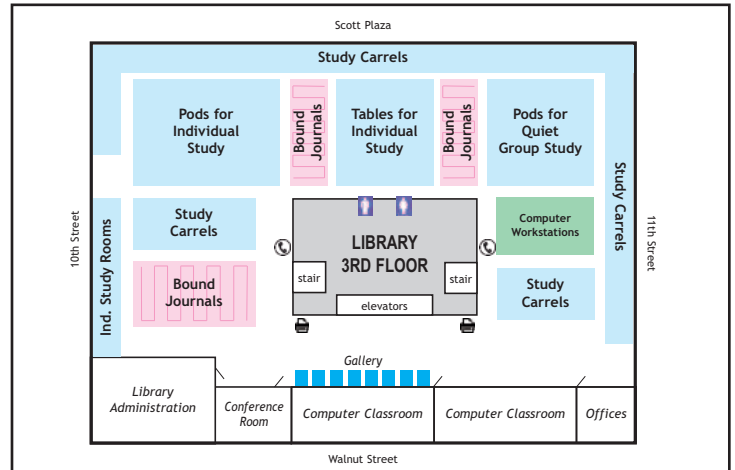 Scott Plaza
Study Carrels
Pods for
Individual
Study
Bound
Journals
Tables for
Individual
Study
Bound
Journals
Pods for
Quiet
Group Study
Study Carrels
10th Street
11th Street
Ind. Study Rooms
Study
Carrels
LIBRARY
3RD FLOOR
Computer
Workstations
Bound
Journals
stair
stair
elevators
Study
Carrels
Gallery
Library
Administration
Conference
Room
Computer Classroom
Computer Classroom
Offices
Walnut Street